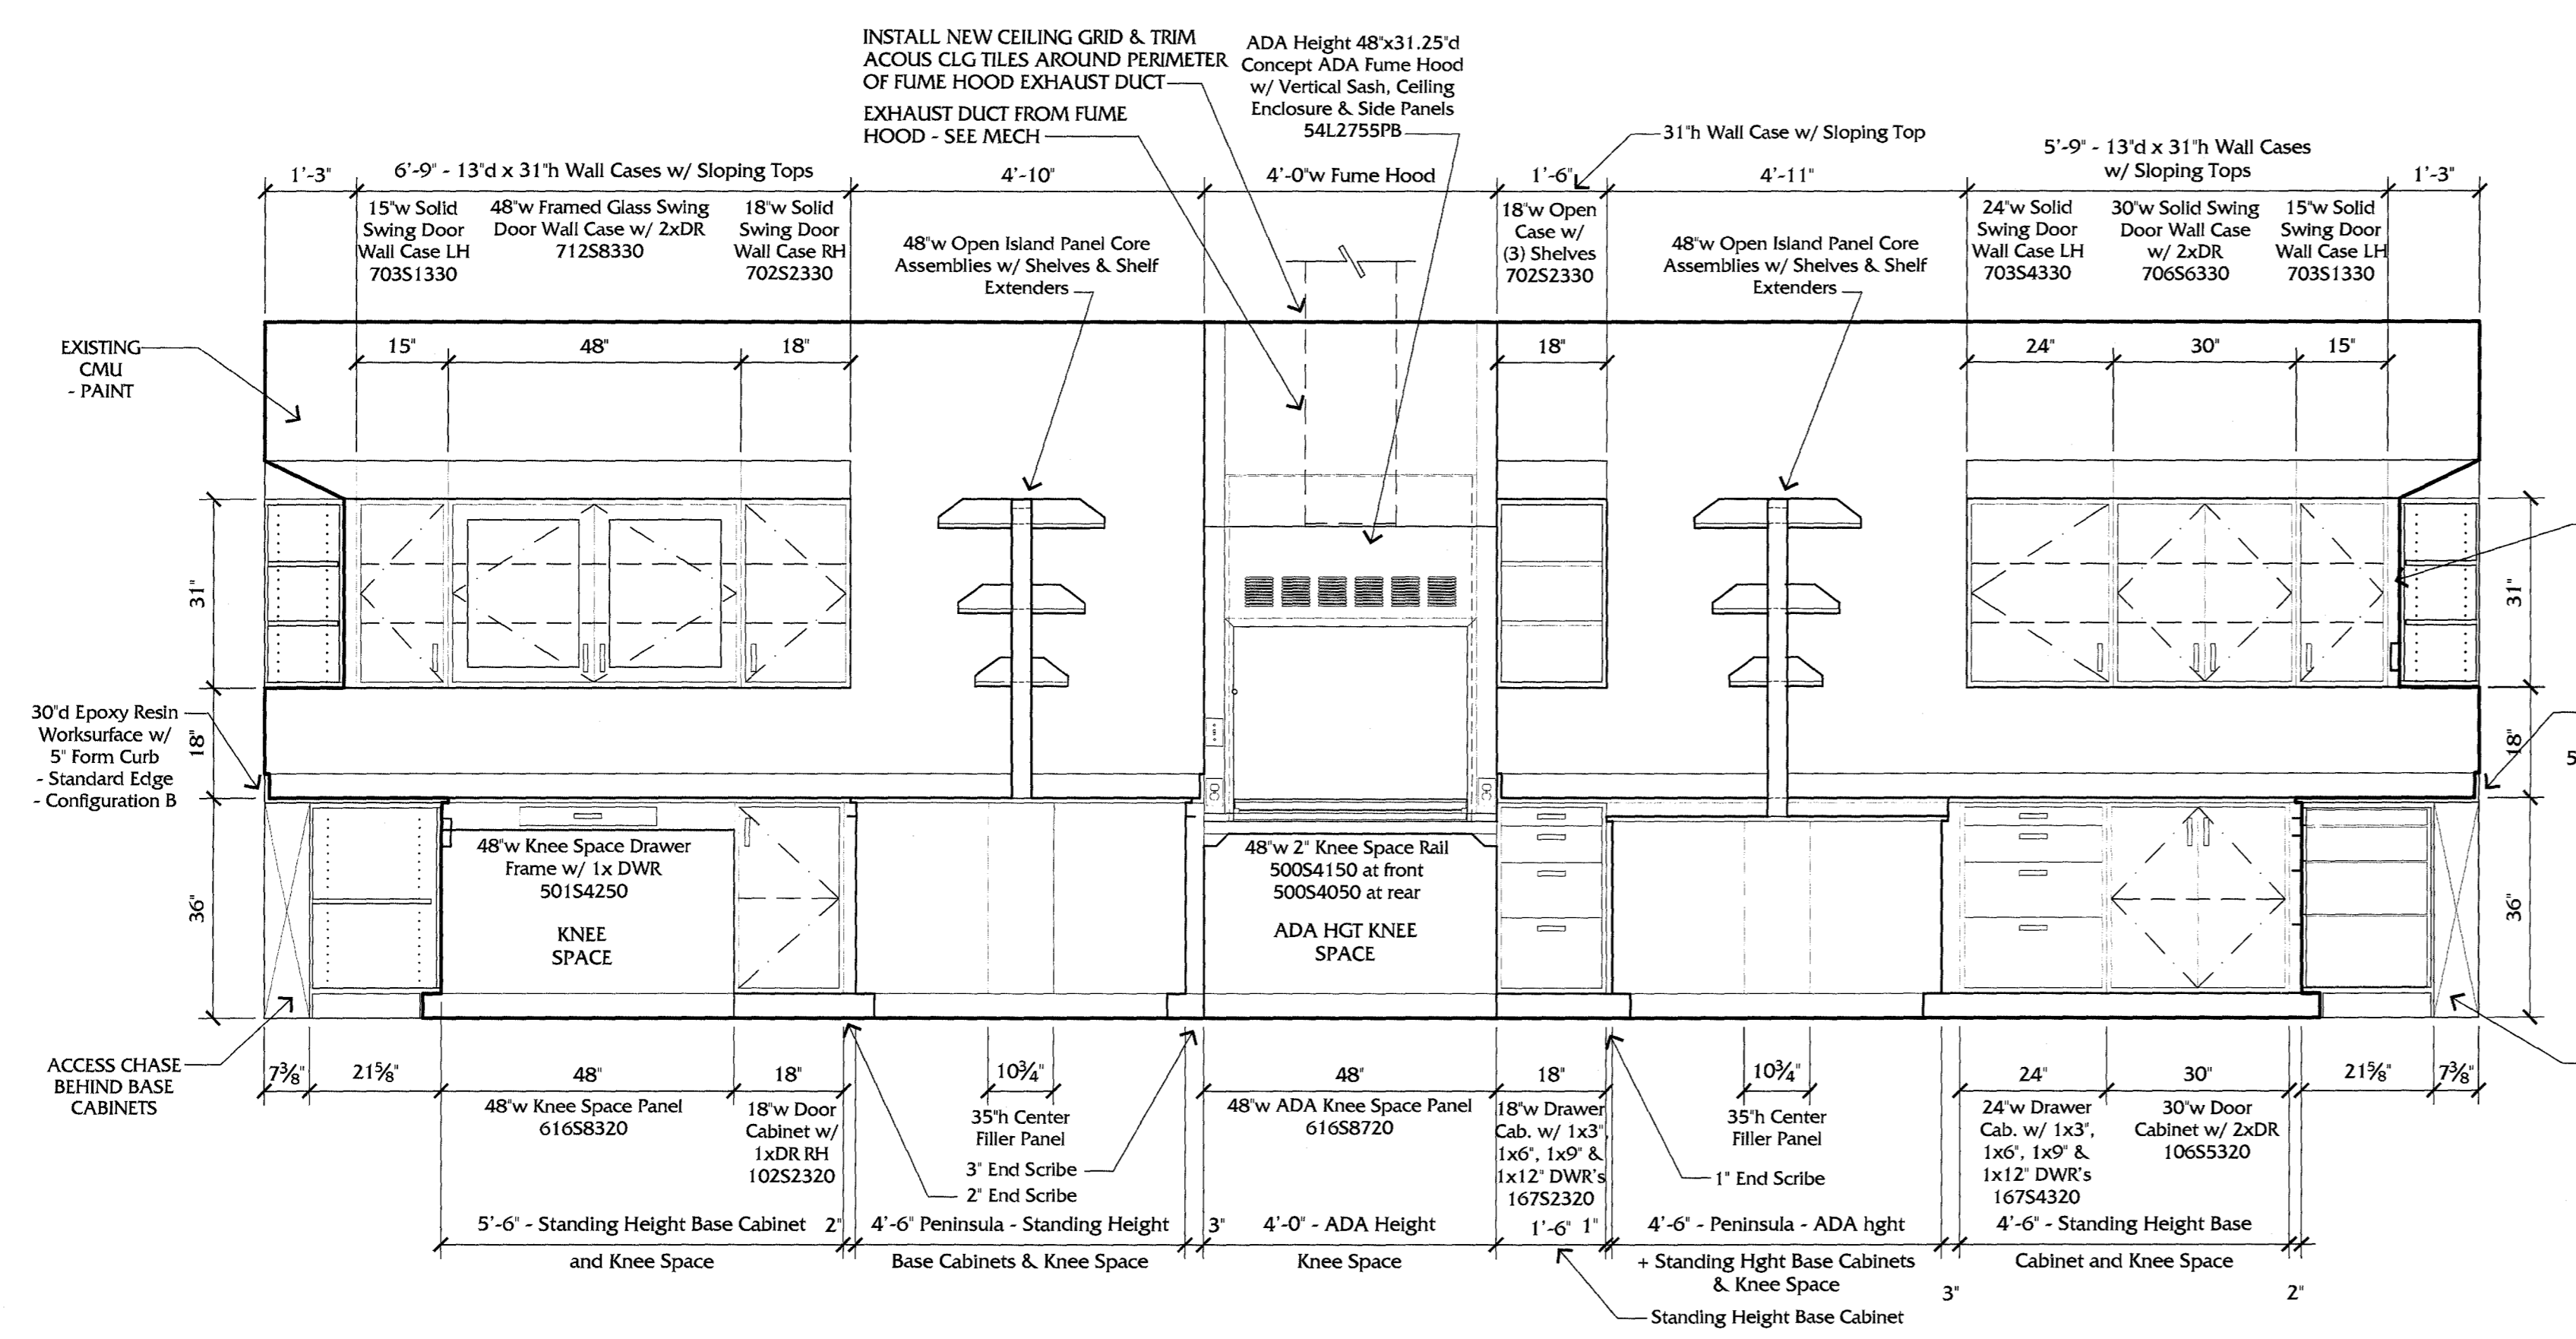 INSTALL NEW CEILING GRID & TRIM
ACOUS CLG TILES AROUND PERIMETER
OF FUME HOOD EXHAUST DUCT
EXHAUST DUCT FROM FUME
HOOD - SEE MECH
ADA Height 48"x31.25"d
Concept ADA Fume Hood
w/ Vertical Sash, Ceiling
Enclosure & Side Panels
54L2755PB
31"h Wall Case w/ Sloping Top
5'-9" - 13"d x 31"h Wall Cases
w/ Sloping Tops
1'-3"
6'-9" - 13"d x 31"h Wall Cases w/ Sloping Tops
4'-10"
4'-0"w Fume Hood
1'-6"
4'-11"
1'-3"
15"w Solid
Swing Door
Wall Case LH
703S1330
48"w Framed Glass Swing
Door Wall Case w/ 2xDR
712S8330
18"w Solid
Swing Door
Wall Case RH
702S2330
48"w Open Island Panel Core
Assemblies w/ Shelves & Shelf
Extenders
18"w Open
Case w/
(3) Shelves
702S2330
48"w Open Island Panel Core
Assemblies w/ Shelves & Shelf
Extenders
24"w Solid
Swing Door
Wall Case LH
703S4330
30"w Solid Swing
Door Wall Case
w/ 2xDR
706S6330
15"w Solid
Swing Door
Wall Case LH
703S1330
EXISTING
CMU
- PAINT
15"
48"
18"
18"
24"
30"
15"
31"
31"
30"d Epoxy Resin
Worksurface w/
5" Form Curb
- Standard Edge
- Configuration B
18"
18"
5
36"
36"
48"w Knee Space Drawer
Frame w/ 1x DWR
501S4250
KNEE
SPACE
48"w 2" Knee Space Rail
500S4150 at front
500S4050 at rear
ADA HGT KNEE
SPACE
ACCESS CHASE
BEHIND BASE
CABINETS
7⅜"
21⅝"
48"
18"
10¾"
48"
18"
10¾"
24"
30"
21⅝"
7⅜"
48"w Knee Space Panel
616S8320
18"w Door
Cabinet w/
1xDR RH
102S2320
35"h Center
Filler Panel
3" End Scribe
2" End Scribe
48"w ADA Knee Space Panel
616S8720
18"w Drawer
Cab. w/ 1x3",
1x6", 1x9" &
1x12" DWR's
167S2320
35"h Center
Filler Panel
1" End Scribe
24"w Drawer
Cab. w/ 1x3",
1x6", 1x9" &
1x12" DWR's
167S4320
30"w Door
Cabinet w/ 2xDR
106S5320
5'-6" - Standing Height Base Cabinet
and Knee Space
2"
4'-6" Peninsula - Standing Height
Base Cabinets & Knee Space
3"
4'-0" - ADA Height
Knee Space
1'-6"
1"
4'-6" - Peninsula - ADA hght
+ Standing Hght Base Cabinets
& Knee Space
3"
4'-6" - Standing Height Base
Cabinet and Knee Space
2"
Standing Height Base Cabinet